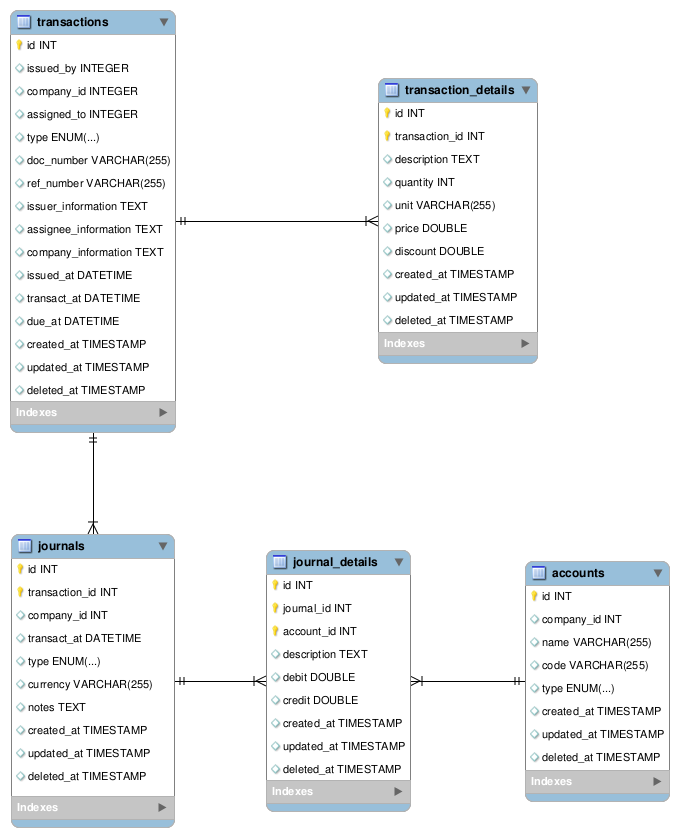 transactions
id INT
issued_by INTEGER
company_id INTEGER
assigned_to INTEGER
type ENUM(...)
doc_number VARCHAR(255)
ref_number VARCHAR(255)
issuer_information TEXT
assignee_information TEXT
company_information TEXT
issued_at DATETIME
transact_at DATETIME
due_at DATETIME
created_at TIMESTAMP
updated_at TIMESTAMP
deleted_at TIMESTAMP
Indexes
transaction_details
id INT
transaction_id INT
description TEXT
quantity INT
unit VARCHAR(255)
price DOUBLE
discount DOUBLE
created_at TIMESTAMP
updated_at TIMESTAMP
deleted_at TIMESTAMP
Indexes
journals
id INT
transaction_id INT
company_id INT
transact_at DATETIME
type ENUM(...)
currency VARCHAR(255)
notes TEXT
created_at TIMESTAMP
updated_at TIMESTAMP
deleted_at TIMESTAMP
Indexes
journal_details
id INT
journal_id INT
account_id INT
description TEXT
debit DOUBLE
credit DOUBLE
created_at TIMESTAMP
updated_at TIMESTAMP
deleted_at TIMESTAMP
Indexes
accounts
id INT
company_id INT
name VARCHAR(255)
code VARCHAR(255)
type ENUM(...)
created_at TIMESTAMP
updated_at TIMESTAMP
deleted_at TIMESTAMP
Indexes